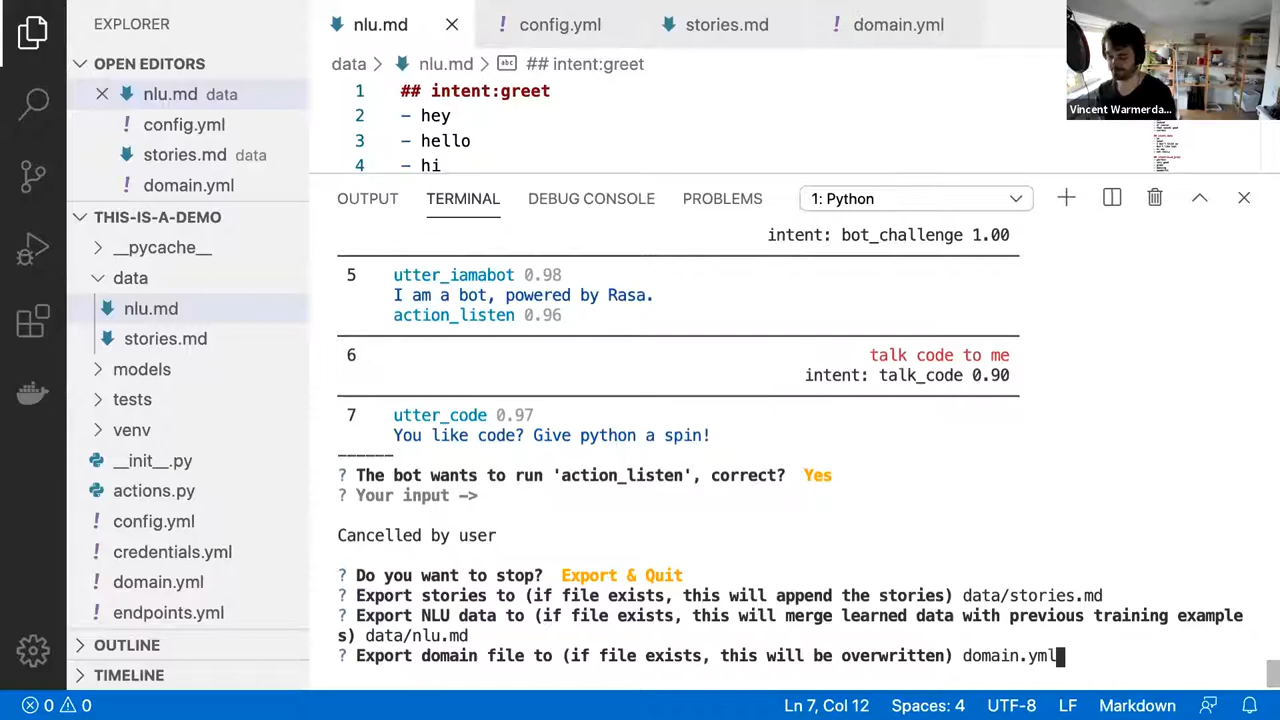 EXPLORER
OPEN EDITORS
nlu.md data
config.yml
stories.md data
domain.yml
THIS-IS-A-DEMO
__pycache__
data
nlu.md
stories.md
models
tests
venv
__init__.py
actions.py
config.yml
credentials.yml
domain.yml
endpoints.yml
OUTLINE
TIMELINE
nlu.md config.yml stories.md domain.yml
data > nlu.md > ## intent:greet
1 ## intent:greet
2 - hey
3 - hello
4 - hi
Vincent Warmerda...
OUTPUT TERMINAL DEBUG CONSOLE PROBLEMS 1: Python
intent: bot_challenge 1.00
5 utter_iamabot 0.98
I am a bot, powered by Rasa.
action_listen 0.96
6 talk code to me
intent: talk_code 0.90
7 utter_code 0.97
You like code? Give python a spin!
? The bot wants to run 'action_listen', correct? Yes
? Your input ->
Cancelled by user
? Do you want to stop? Export & Quit
? Export stories to (if file exists, this will append the stories) data/stories.md
? Export NLU data to (if file exists, this will merge learned data with previous training example
s) data/nlu.md
? Export domain file to (if file exists, this will be overwritten) domain.yml
0 0 Ln 7, Col 12 Spaces: 4 UTF-8 LF Markdown